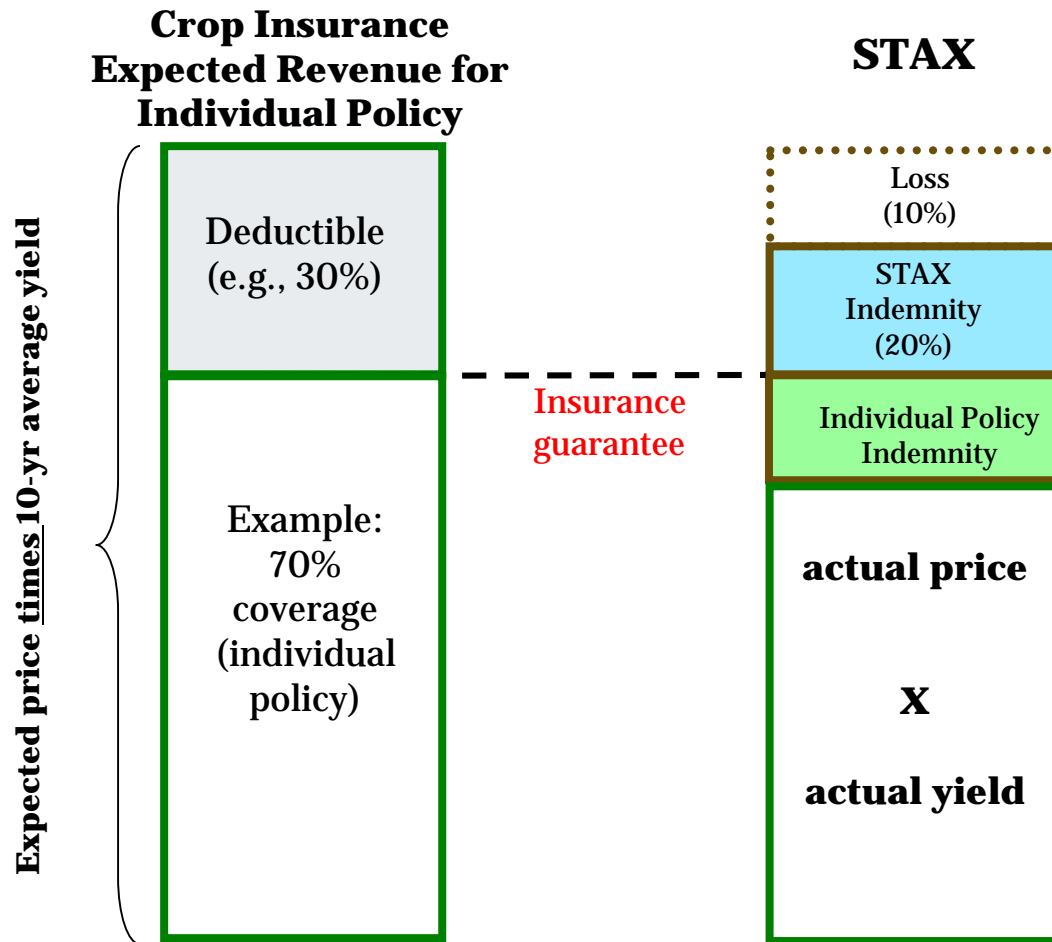 Crop Insurance
Expected Revenue for
Individual Policy
STAX
Expected price times 10-yr average yield
Deductible
(e.g., 30%)
Example:
70%
coverage
(individual
policy)
Insurance
guarantee
Loss
(10%)
STAX
Indemnity
(20%)
Individual Policy
Indemnity
actual price
x
actual yield